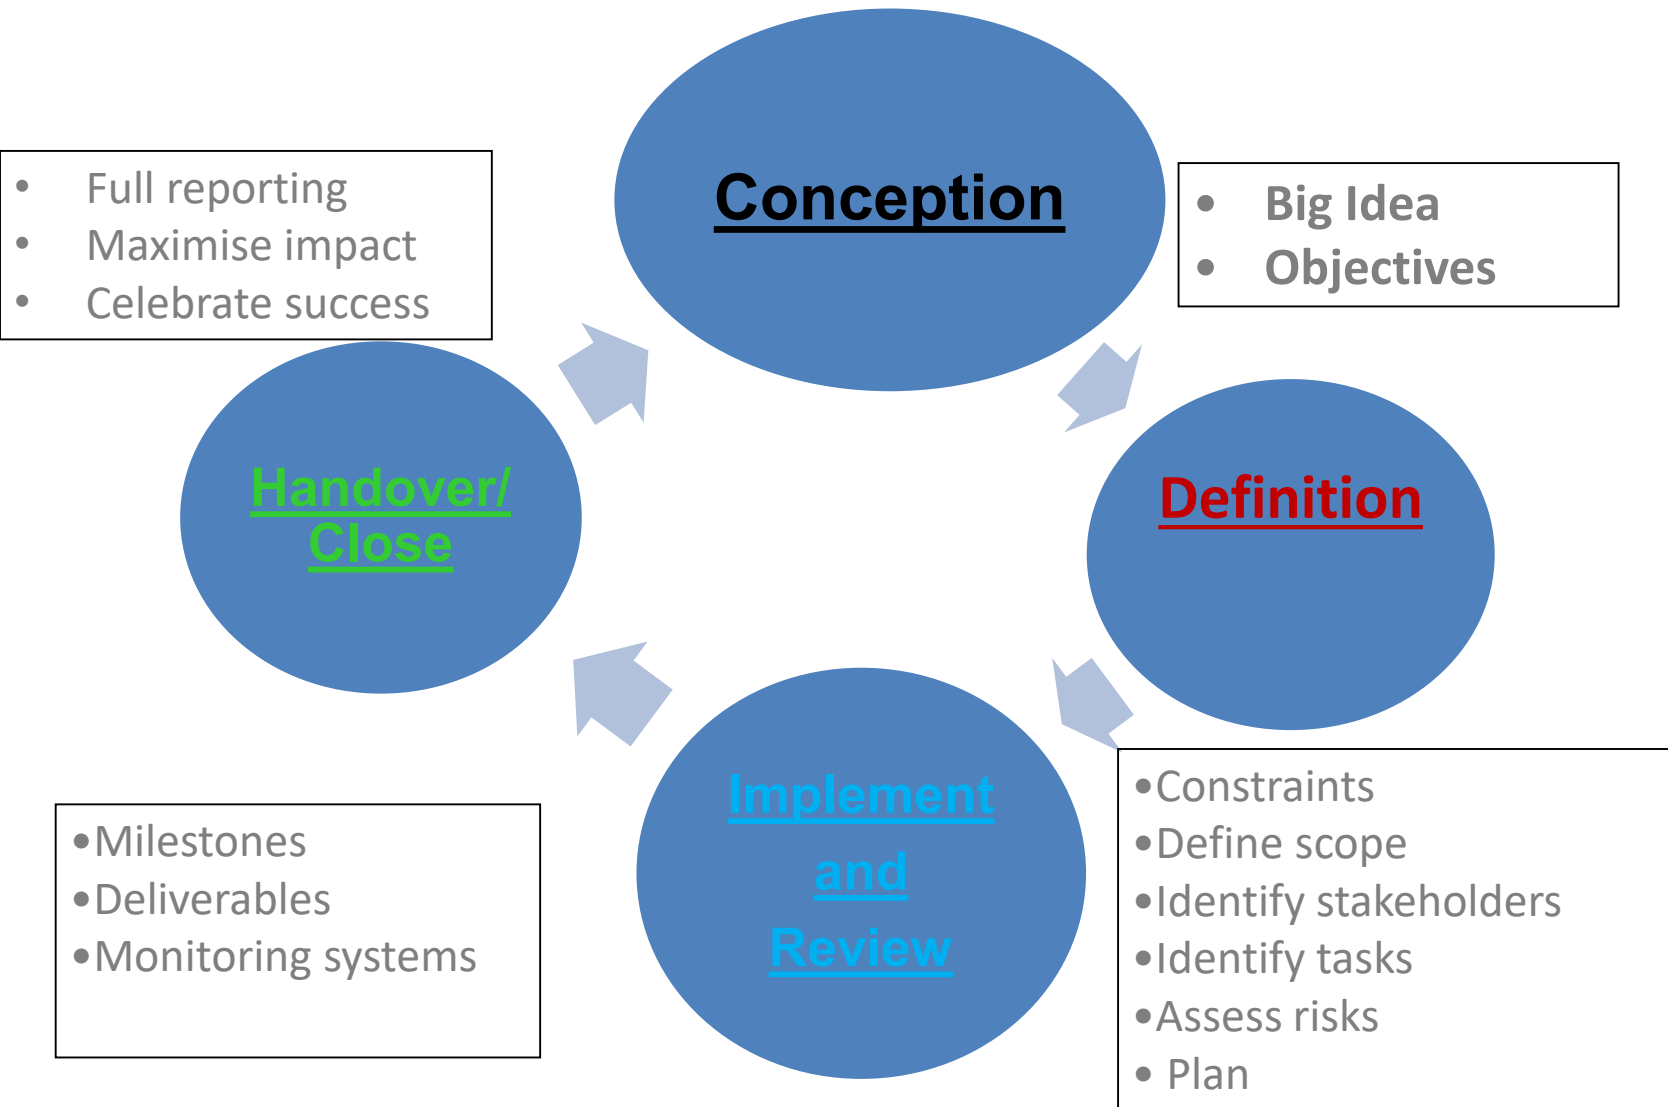 Conception
• Big Idea
• Objectives
Definition
•Constraints
•Define scope
•Identify stakeholders
•Identify tasks
•Assess risks
• Plan
Implement
and
Review
•Milestones
•Deliverables
•Monitoring systems
Handover/
Close
• Full reporting
• Maximise impact
• Celebrate success